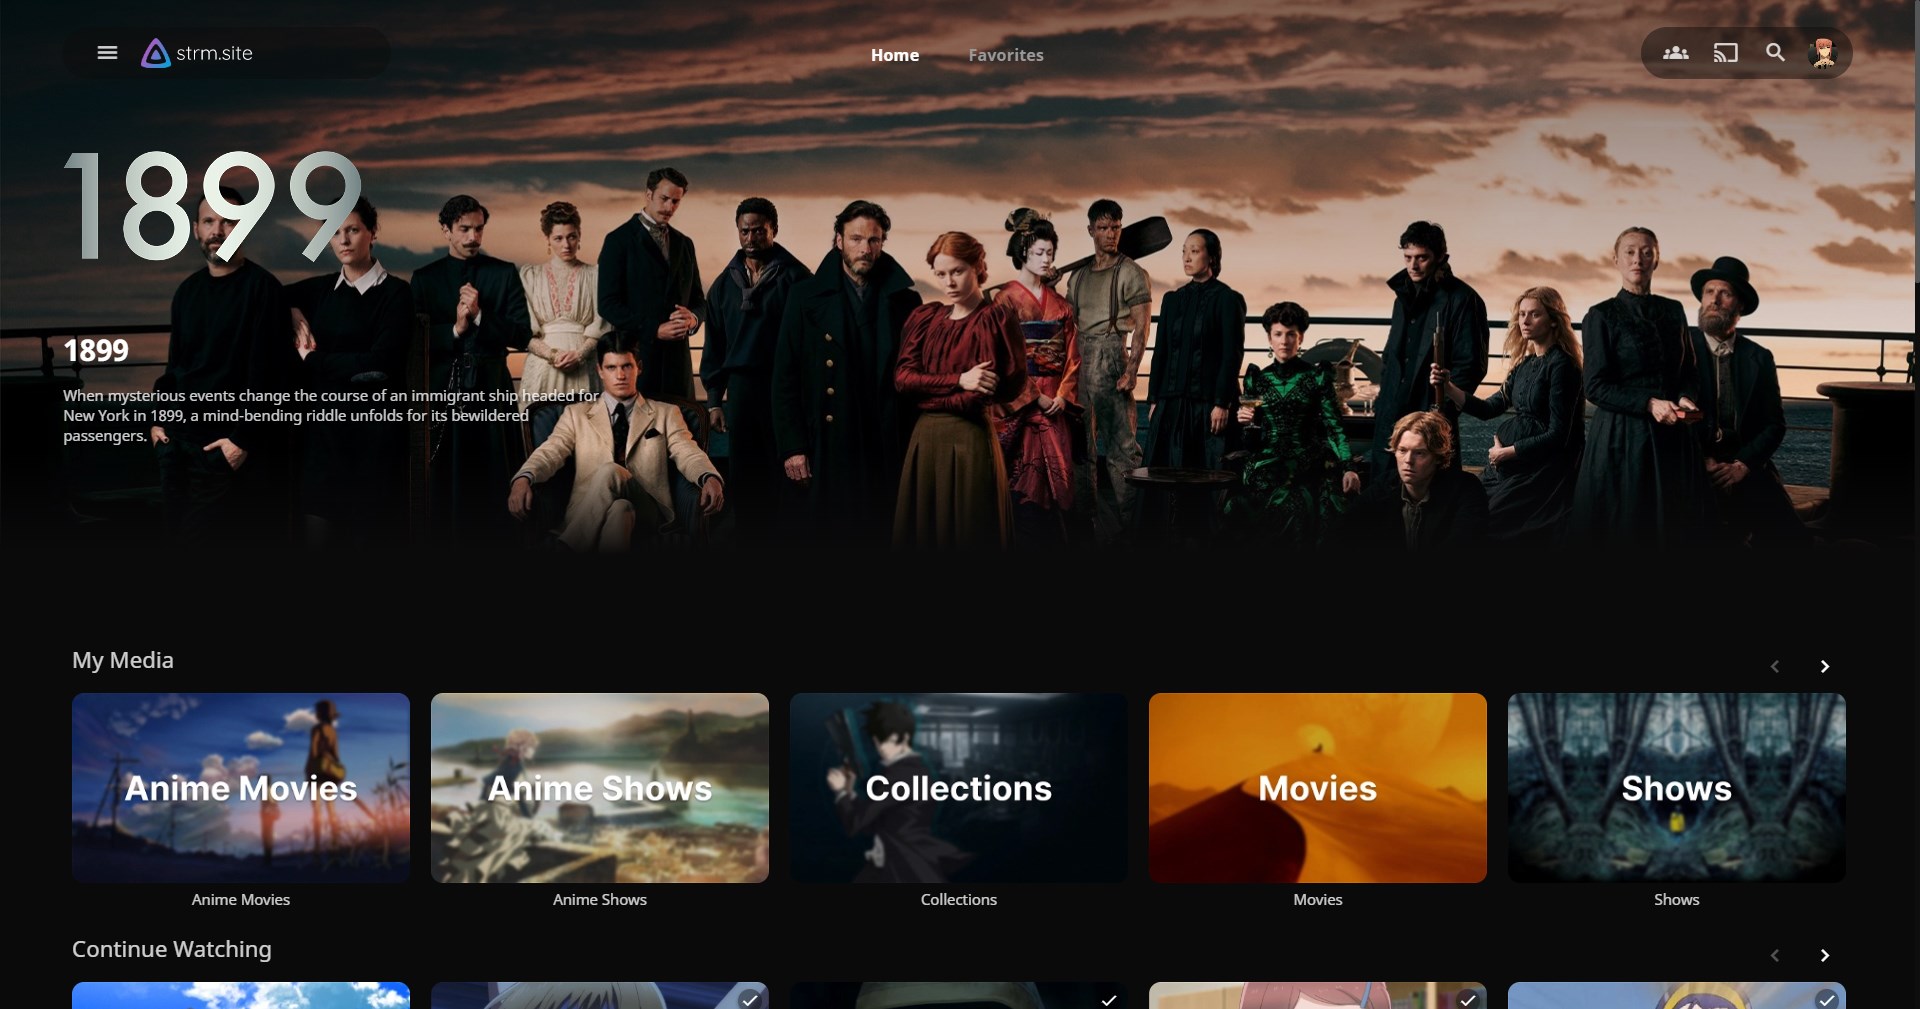 strm.site
Home
Favorites
1899
1899
When mysterious events change the course of an immigrant ship headed for
New York in 1899, a mind-bending riddle unfolds for its bewildered
passengers.
My Media
Anime Movies
Anime Shows
Collections
Movies
Shows
Anime Movies
Anime Shows
Collections
Movies
Shows
Continue Watching